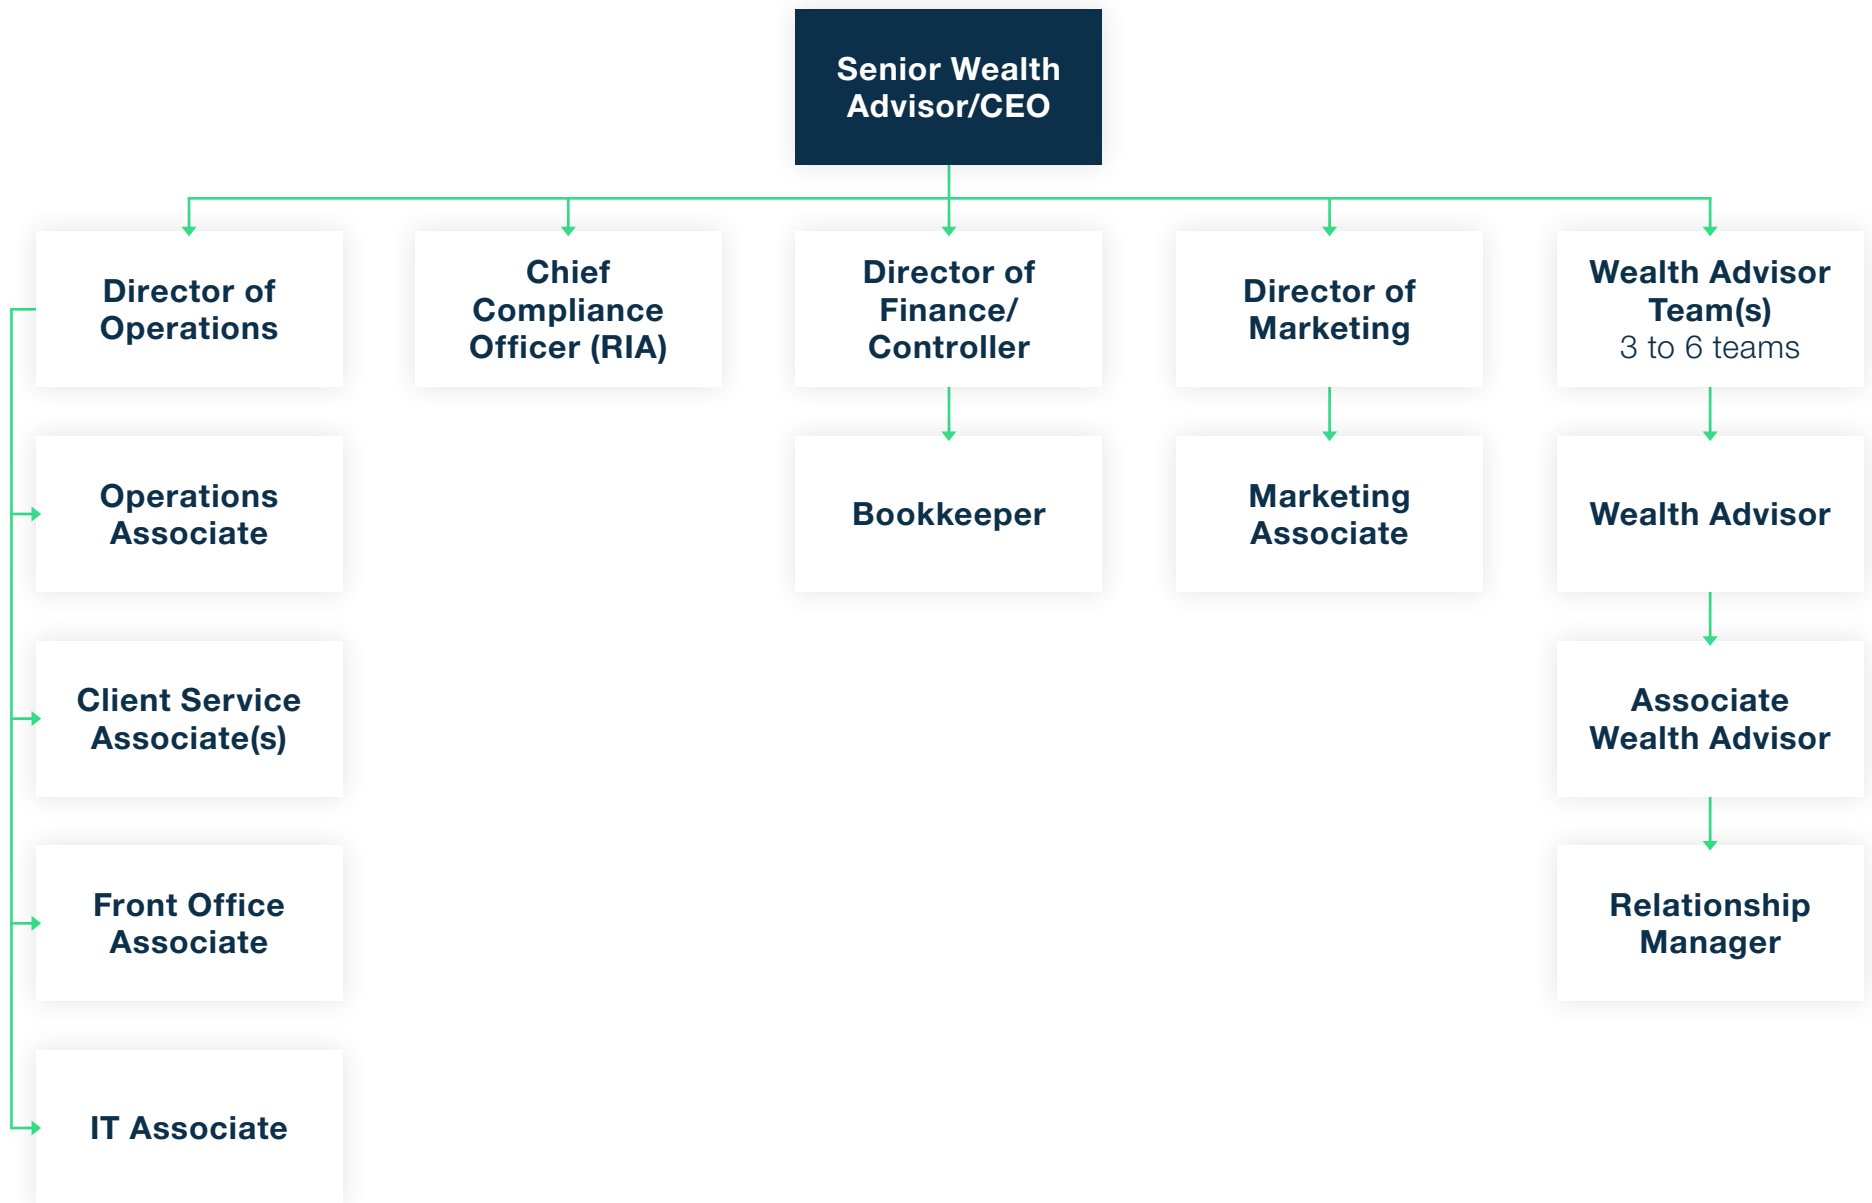 Senior Wealth
Advisor/CEO
Director of
Operations
Chief
Compliance
Officer (RIA)
Director of
Finance/
Controller
Director of
Marketing
Wealth Advisor
Team(s)
3 to 6 teams
Operations
Associate
Bookkeeper
Marketing
Associate
Wealth Advisor
Client Service
Associate(s)
Associate
Wealth Advisor
Front Office
Associate
Relationship
Manager
IT Associate